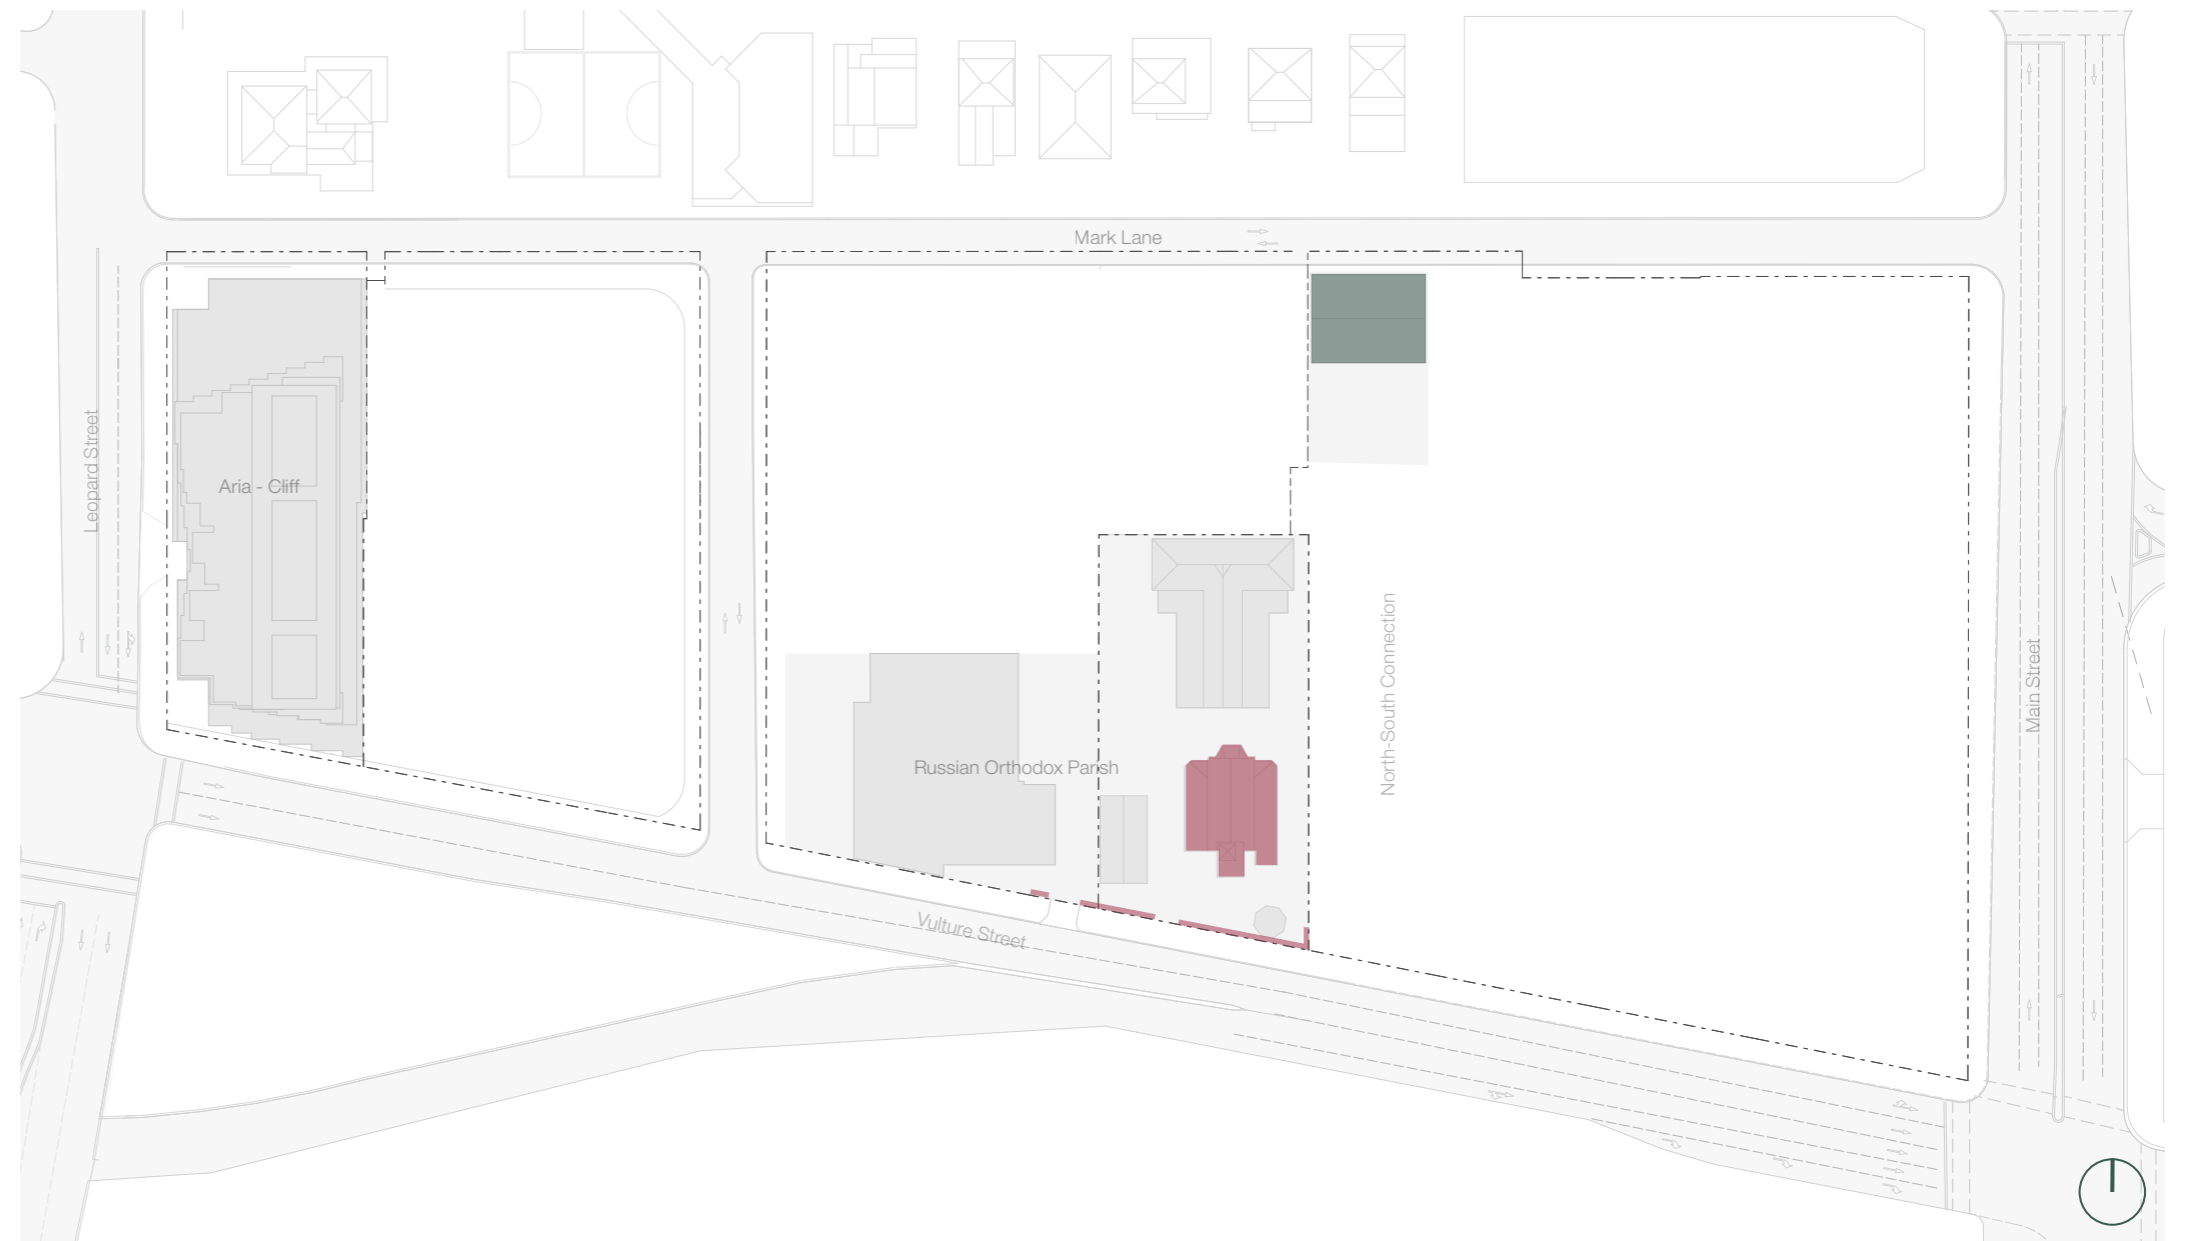 Mark Lane
Leopard Street
Aria - Cliff
North-South Connection
Main Street
Russian Orthodox Parish
Vulture Street